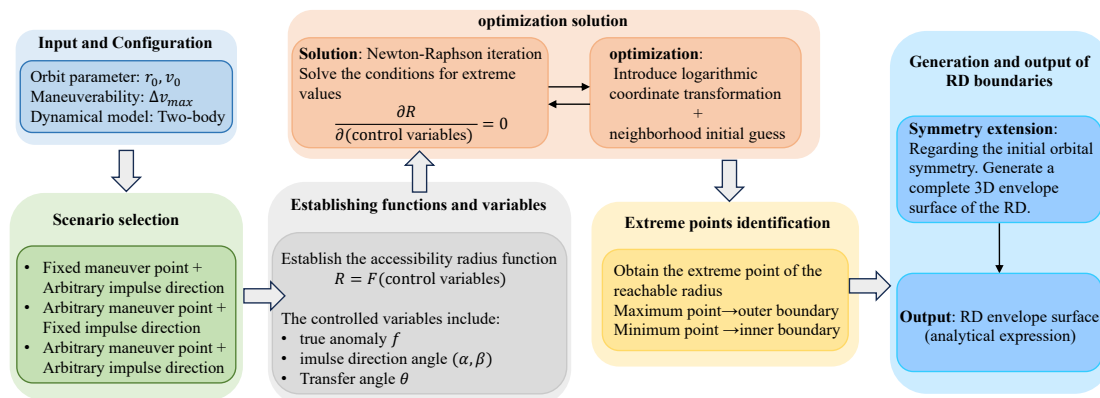 Input and Configuration
Orbit parameter: r₀, v₀
Maneuverability: Δvₘₐₓ
Dynamical model: Two-body
Scenario selection
• Fixed maneuver point +
Arbitrary impulse direction
• Arbitrary maneuver point +
Fixed impulse direction
• Arbitrary maneuver point +
Arbitrary impulse direction
Establishing functions and variables
Establish the accessibility radius function
R = F(control variables)
The controlled variables include:
• true anomaly f
• imulse direction angle (α, β)
• Transfer angle θ
optimization solution
Solution: Newton-Raphson iteration
Solve the conditions for extreme
values
∂R
∂(control variables) = 0
optimization:
Introduce logarithmic
coordinate transformation
+
neighborhood initial guess
Extreme points identification
Obtain the extreme point of the
reachable radius
Maximum point→outer boundary
Minimum point →inner boundary
Generation and output of
RD boundaries
Symmetry extension:
Regarding the initial orbital
symmetry. Generate a
complete 3D envelope
surface of the RD.
Output: RD envelope surface
(analytical expression)